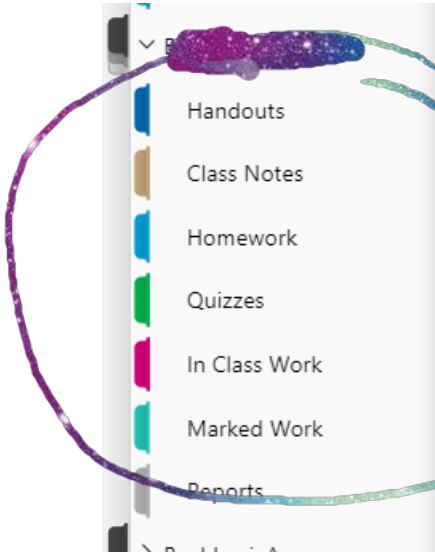 Handouts
Class Notes
Homework
Quizzes
In Class Work
Marked Work
Reports